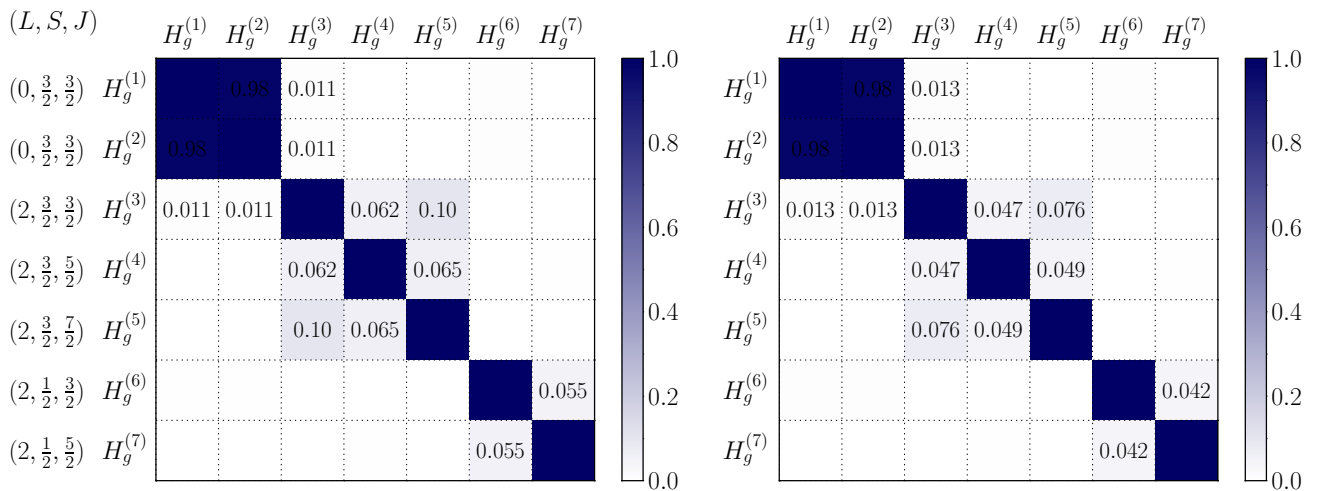 (L, S, J) H_g^{(1)} H_g^{(2)} H_g^{(3)} H_g^{(4)} H_g^{(5)} H_g^{(6)} H_g^{(7)} H_g^{(1)} H_g^{(2)} H_g^{(3)} H_g^{(4)} H_g^{(5)} H_g^{(6)} H_g^{(7)}
(0, 3/2, 3/2) H_g^{(1)} 0.98 0.011 1.0 H_g^{(1)} 0.98 0.013 1.0
(0, 3/2, 3/2) H_g^{(2)} 0.98 0.011 0.8 H_g^{(2)} 0.98 0.013 0.8
(2, 3/2, 3/2) H_g^{(3)} 0.011 0.011 0.062 0.10 0.6 H_g^{(3)} 0.013 0.013 0.047 0.076 0.6
(2, 3/2, 5/2) H_g^{(4)} 0.062 0.065 0.4 H_g^{(4)} 0.047 0.049 0.4
(2, 3/2, 7/2) H_g^{(5)} 0.10 0.065 H_g^{(5)} 0.076 0.049
(2, 1/2, 3/2) H_g^{(6)} 0.055 0.2 H_g^{(6)} 0.042 0.2
(2, 1/2, 5/2) H_g^{(7)} 0.055 0.0 H_g^{(7)} 0.042 0.0